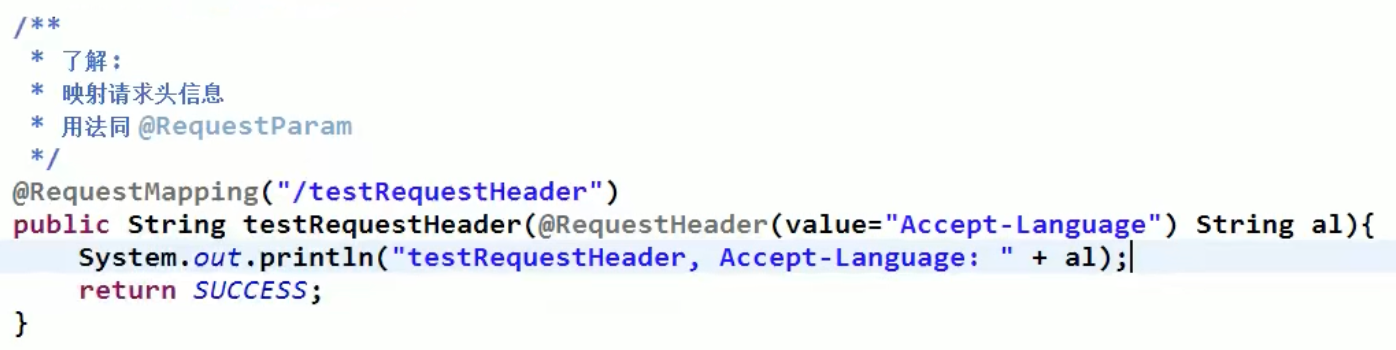 /**
 * 了解:
 * 映射请求头信息
 * 用法同 @RequestParam
 */
@RequestMapping("/testRequestHeader")
public String testRequestHeader(@RequestHeader(value="Accept-Language") String al){
    System.out.println("testRequestHeader, Accept-Language: " + al);
    return SUCCESS;
}